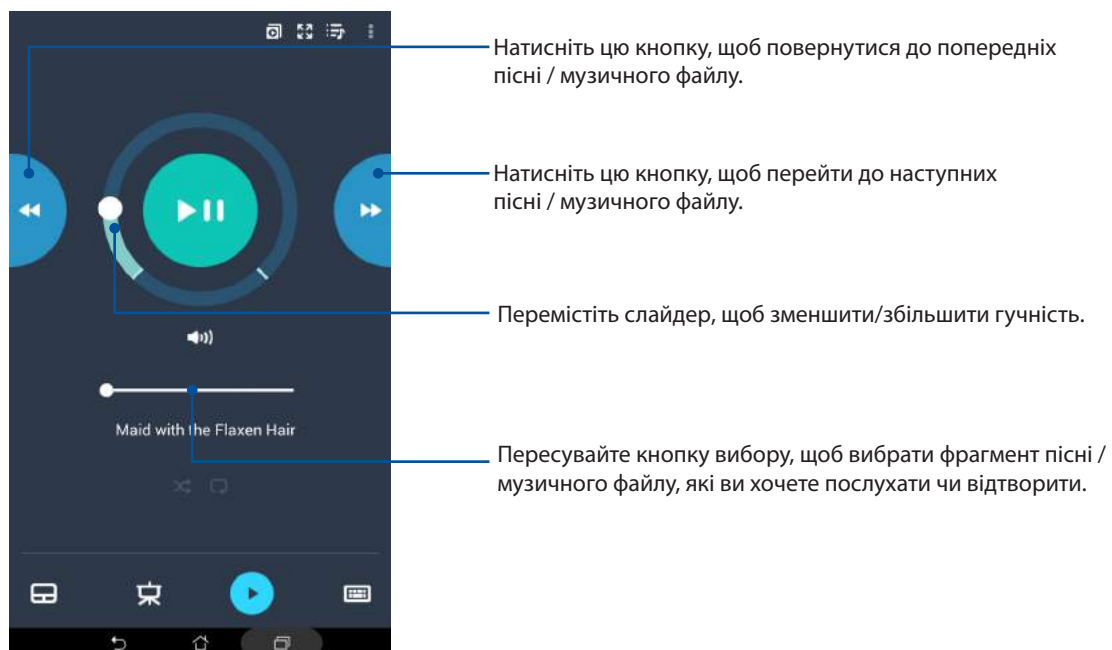 Натисніть цю кнопку, щоб повернутися до попередніх
пісні / музичного файлу.
Натисніть цю кнопку, щоб перейти до наступних
пісні / музичного файлу.
Перемістіть слайдер, щоб зменшити/збільшити гучність.
Maid with the Flaxen Hair
Пересувайте кнопку вибору, щоб вибрати фрагмент пісні /
музичного файлу, які ви хочете послухати чи відтворити.